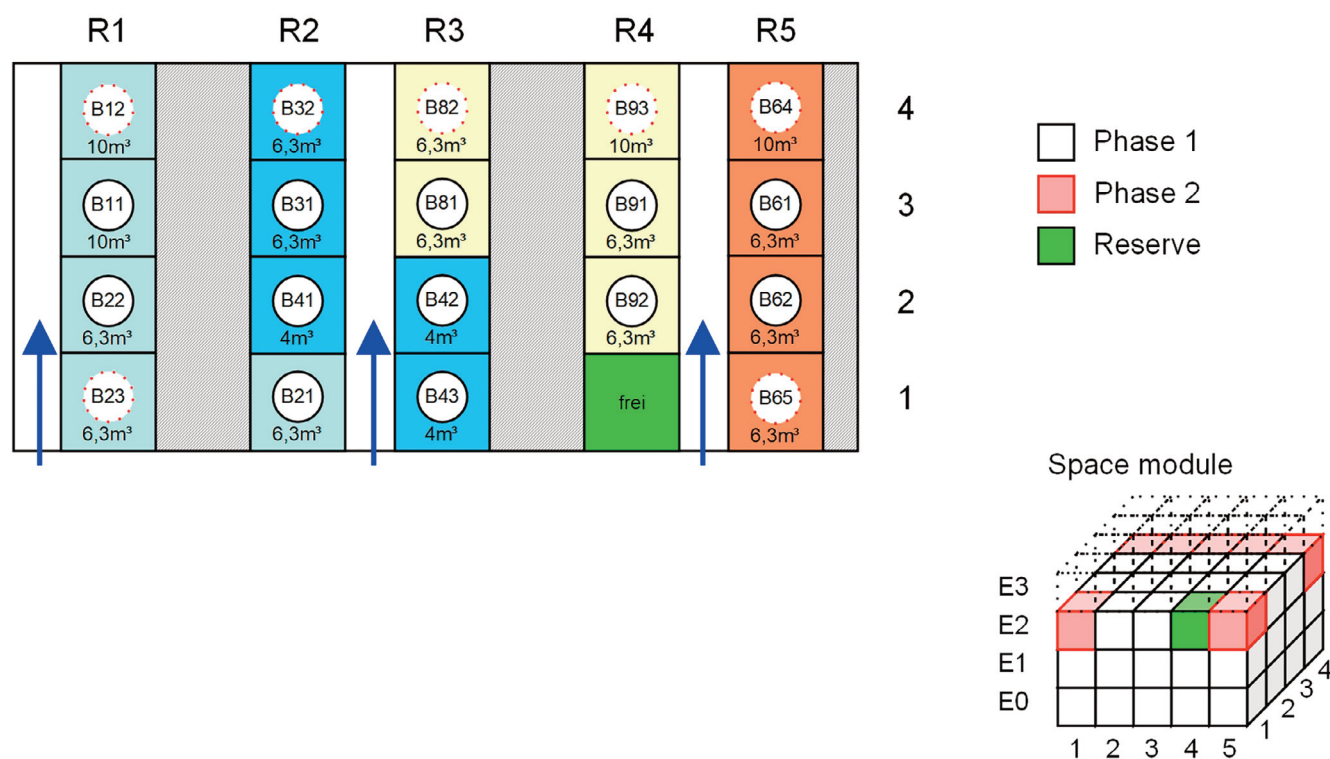 R1 R2 R3 R4 R5
B12 B32 B82 B93 B64 4
10m³ 6,3m³ 6,3m³ 10m³ 10m³
B11 B31 B81 B91 B61 3
10m³ 6,3m³ 6,3m³ 6,3m³ 6,3m³
B22 B41 B42 B92 B62 2
6,3m³ 4m³ 4m³ 6,3m³ 6,3m³
B23 B21 B43 frei B65 1
6,3m³ 6,3m³ 4m³ 6,3m³
Phase 1
Phase 2
Reserve
Space module
E3
E2
E1
E0
1 2 3 4 5
1 2 3 4